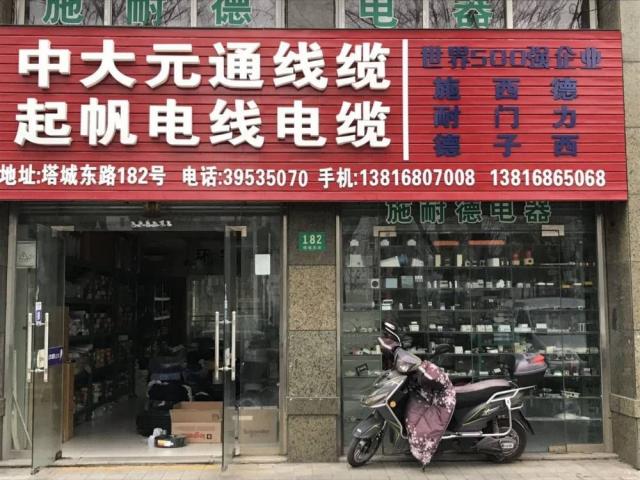 施耐德 电器
中大元通线缆
起帆电线电缆
世界500强企业
施 西 德
耐 门 力
德 子 西
地址:塔城东路182号 电话:39535070 手机:13816807008 13816865068
施耐德电器
182